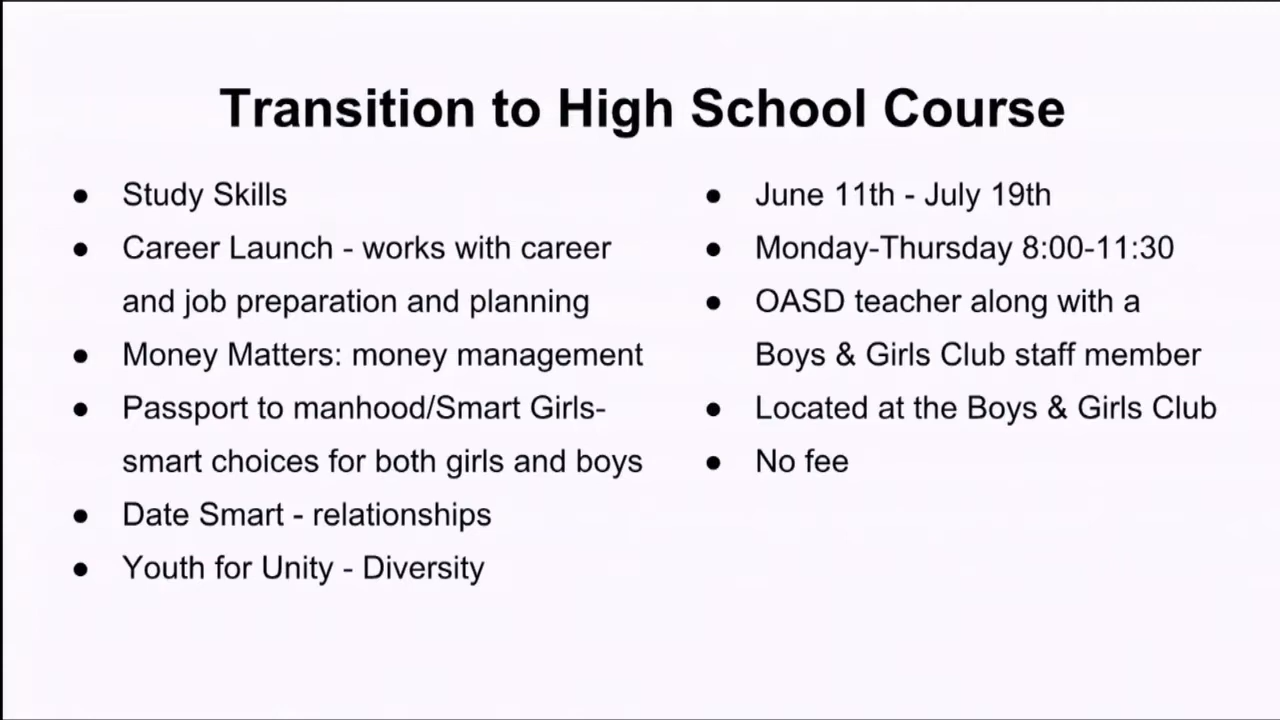 Transition to High School Course
● Study Skills
● Career Launch - works with career
and job preparation and planning
● Money Matters: money management
● Passport to manhood/Smart Girls-
smart choices for both girls and boys
● Date Smart - relationships
● Youth for Unity - Diversity
● June 11th - July 19th
● Monday-Thursday 8:00-11:30
● OASD teacher along with a
Boys & Girls Club staff member
● Located at the Boys & Girls Club
● No fee